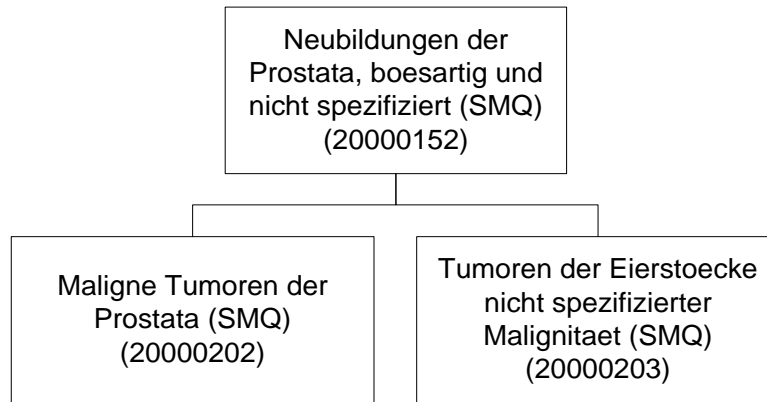 Neubildungen der
Prostata, boesartig und
nicht spezifiziert (SMQ)
(20000152)
Maligne Tumoren der
Prostata (SMQ)
(20000202)
Tumoren der Eierstoecke
nicht spezifizierter
Malignitaet (SMQ)
(20000203)